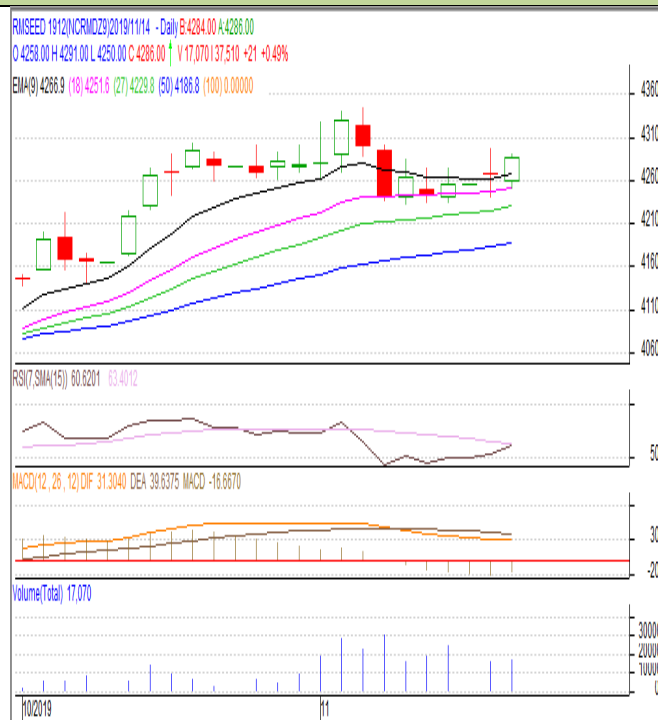 RMSEED 1912(NCRMDZ9)2019/11/14 - Daily B:4284.00 A:4286.00
O 4258.00 H 4291.00 L 4250.00 C 4286.00 V 17,070 I 37,510 +21 +0.49%
EMA(9) 4266.9 (18) 4251.6 (27) 4229.8 (50) 4186.8 (100) 0.00000
4360
4310
4260
4210
4160
4110
4060
RSI(7,SMA(15)) 60.6201 63.4012
50
MACD(12 , 26 , 12) DIF 31.3040 DEA 39.6375 MACD -16.6670
30
-20
Volume(Total) 17,070
30000
20000
10000
0
10/2019 11